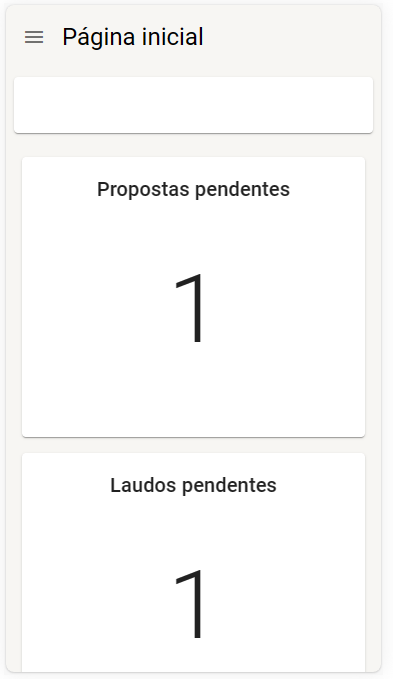 Página inicial
Propostas pendentes
1
Laudos pendentes
1